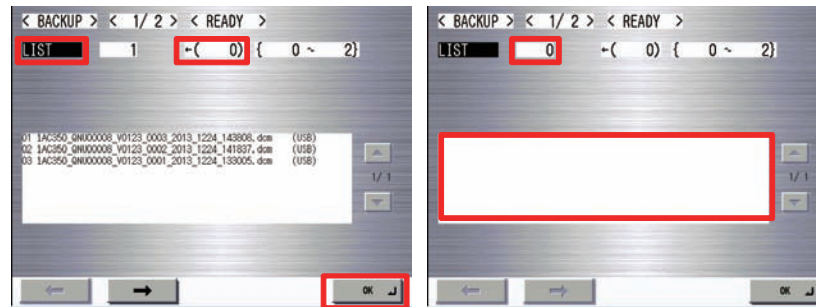 < BACKUP > < 1/ 2 > < READY >
LIST 1 ←( 0) { 0 ~ 2}
01 1AC350_QNU00008_V0123_0003_2013_1224_143808.dcm (USB)
02 1AC350_QNU00008_V0123_0002_2013_1224_141837.dcm (USB)
03 1AC350_QNU00008_V0123_0001_2013_1224_133005.dcm (USB)
1/ 1
OK
< BACKUP > < 1/ 2 > < READY >
LIST 0 ←( 0) { 0 ~ 2}
1/ 1
OK